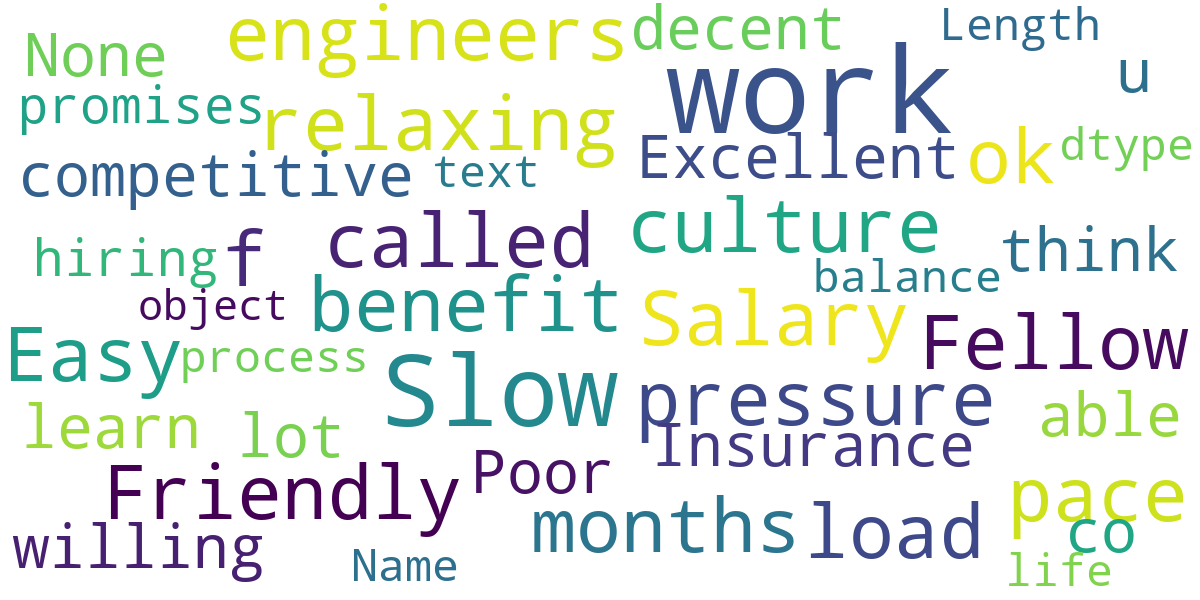 None engineers decent Length
promises relaxing work u
competitive text Excellent ok dtype
hiring f called culture balance think
object benefit Salary Fellow
Easy process Slow pressure able
learn lot Insurance
Friendly Poor pace
willing Name months load co
life